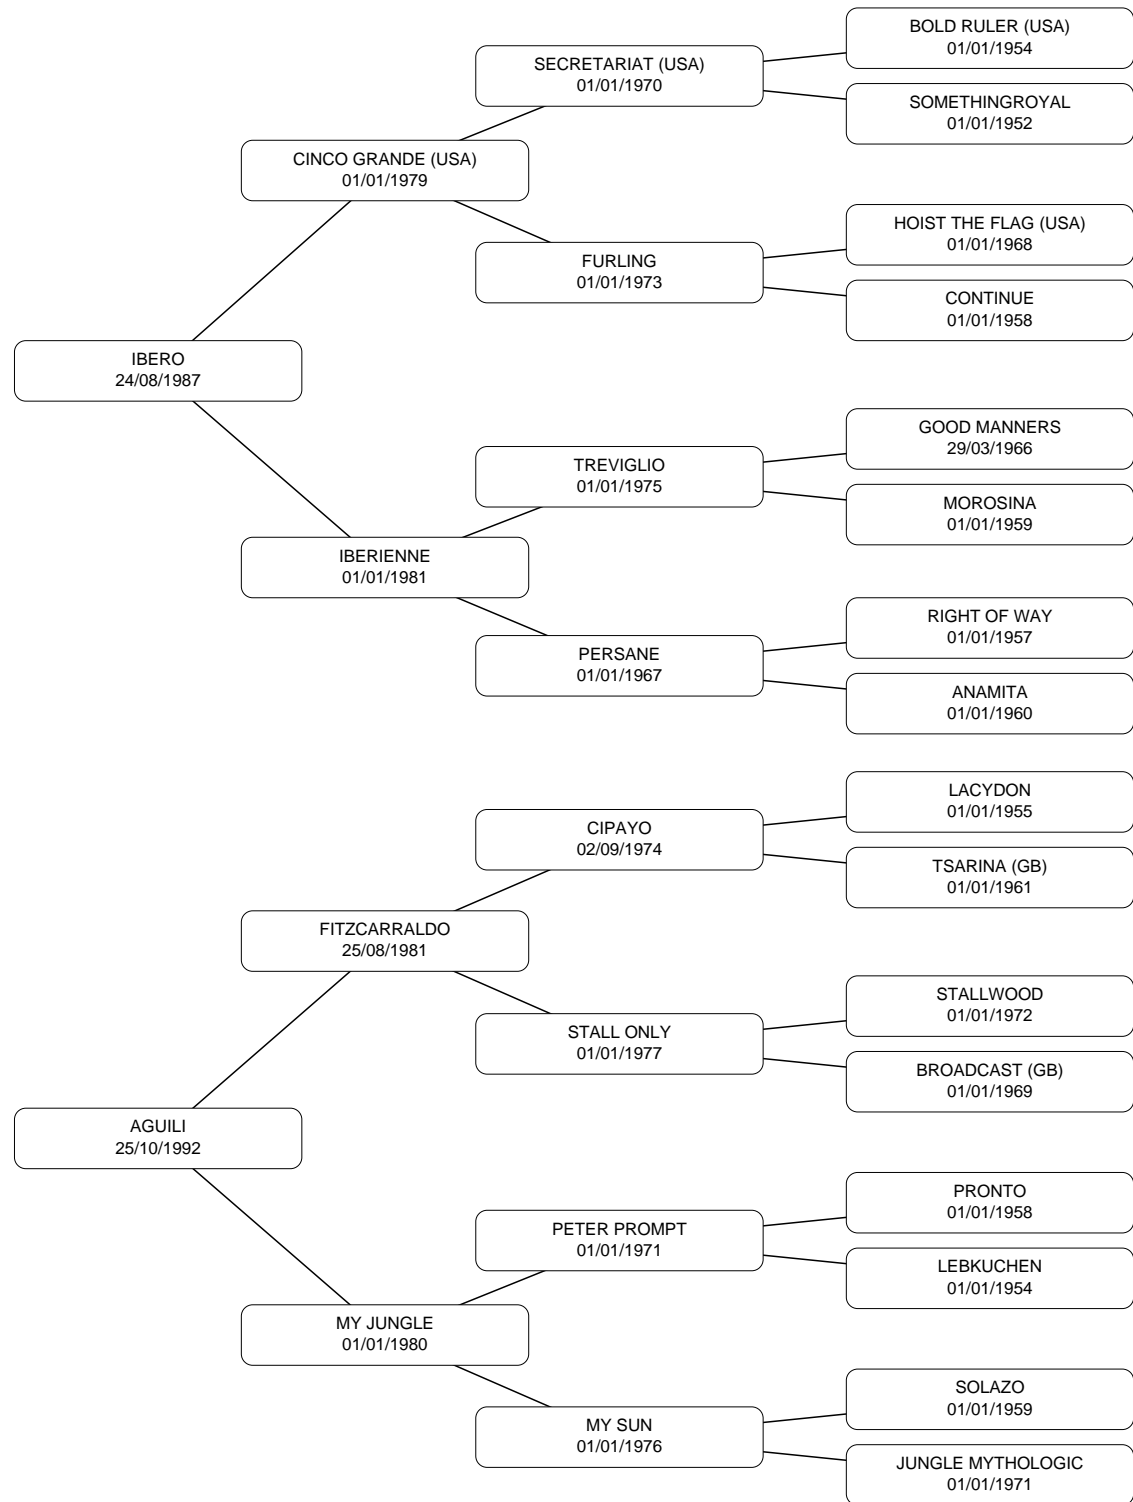 BOLD RULER (USA)
01/01/1954
SECRETARIAT (USA)
01/01/1970
SOMETHINGROYAL
01/01/1952
CINCO GRANDE (USA)
01/01/1979
HOIST THE FLAG (USA)
01/01/1968
FURLING
01/01/1973
CONTINUE
01/01/1958
IBERO
24/08/1987
GOOD MANNERS
29/03/1966
TREVIGLIO
01/01/1975
MOROSINA
01/01/1959
IBERIENNE
01/01/1981
RIGHT OF WAY
01/01/1957
PERSANE
01/01/1967
ANAMITA
01/01/1960
LACYDON
01/01/1955
CIPAYO
02/09/1974
TSARINA (GB)
01/01/1961
FITZCARRALDO
25/08/1981
STALLWOOD
01/01/1972
STALL ONLY
01/01/1977
BROADCAST (GB)
01/01/1969
AGUILI
25/10/1992
PRONTO
01/01/1958
PETER PROMPT
01/01/1971
LEBKUCHEN
01/01/1954
MY JUNGLE
01/01/1980
SOLAZO
01/01/1959
MY SUN
01/01/1976
JUNGLE MYTHOLOGIC
01/01/1971